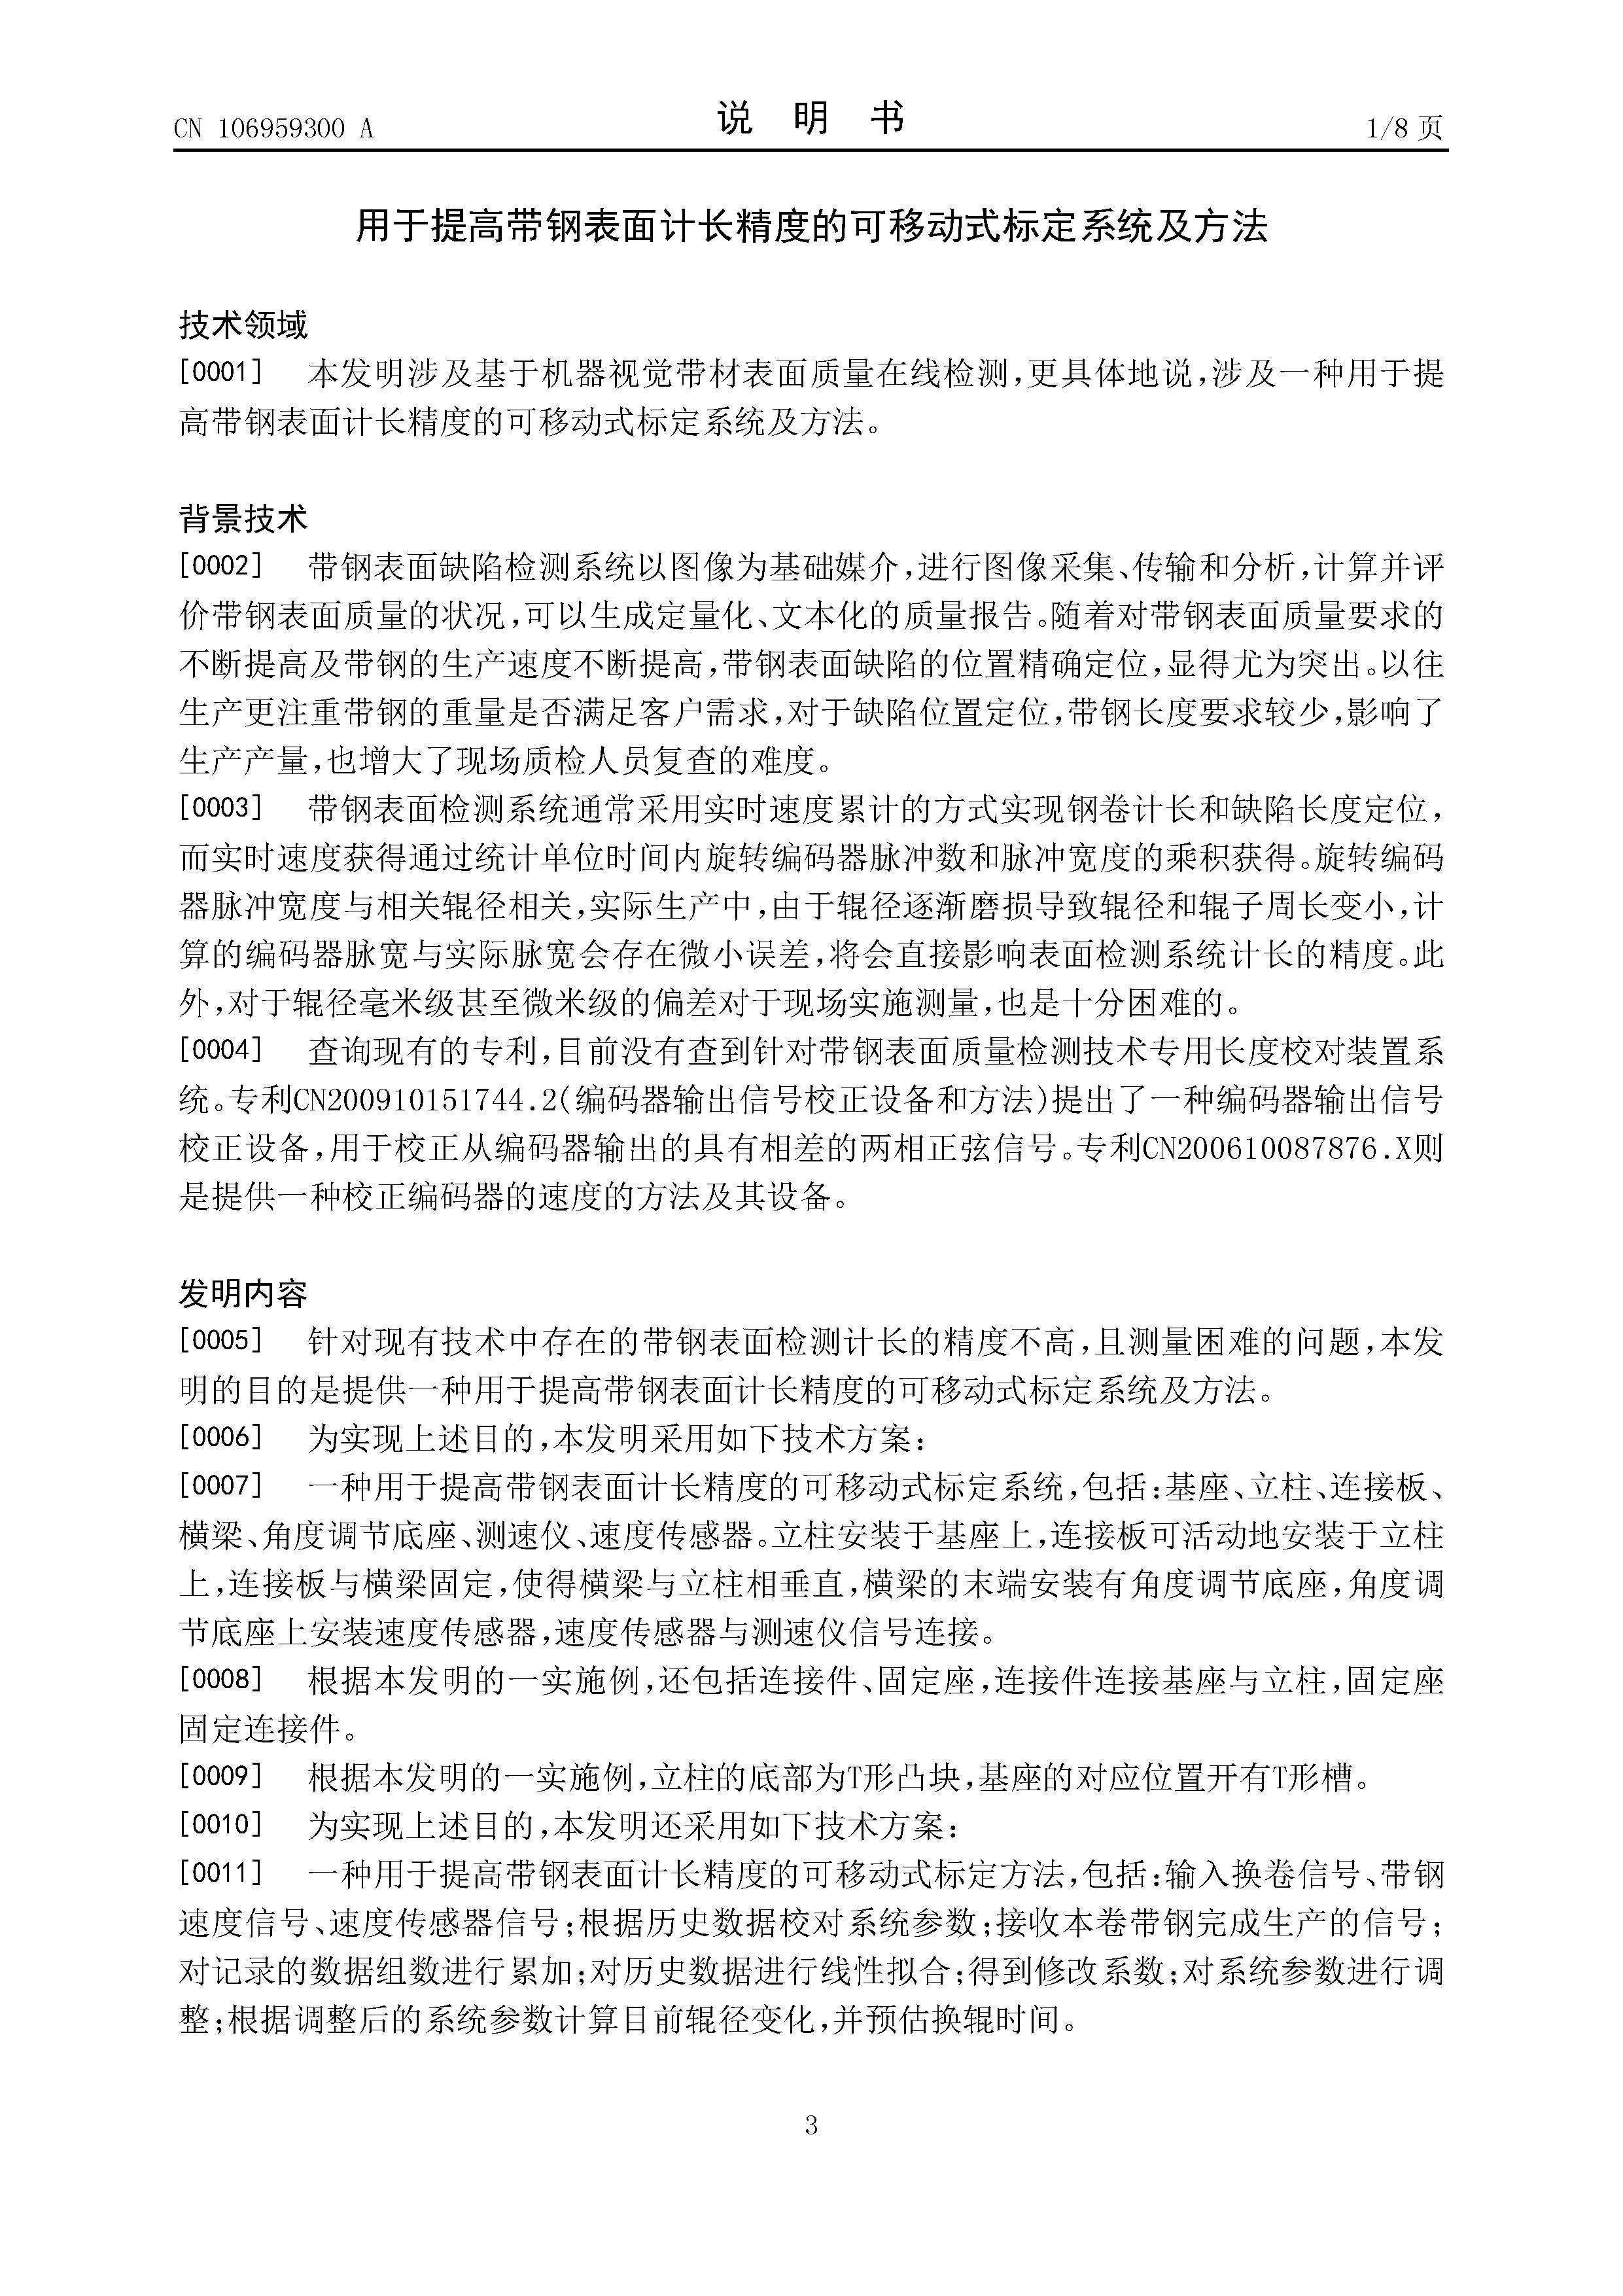 CN 106959300 A
说 明 书
1/8 页
用于提高带钢表面计长精度的可移动式标定系统及方法
技术领域
[0001] 本发明涉及基于机器视觉带材表面质量在线检测,更具体地说,涉及一种用于提
高带钢表面计长精度的可移动式标定系统及方法。
背景技术
[0002] 带钢表面缺陷检测系统以图像为基础媒介,进行图像采集、传输和分析,计算并评
价带钢表面质量的状况,可以生成定量化、文本化的质量报告。随着对带钢表面质量要求的
不断提高及带钢的生产速度不断提高,带钢表面缺陷的位置精确定位,显得尤为突出。以往
生产更注重带钢的重量是否满足客户需求,对于缺陷位置定位,带钢长度要求较少,影响了
生产产量,也增大了现场质检人员复查的难度。
[0003] 带钢表面检测系统通常采用实时速度累计的方式实现钢卷计长和缺陷长度定位,
而实时速度获得通过统计单位时间内旋转编码器脉冲数和脉冲宽度的乘积获得。旋转编码
器脉冲宽度与相关辊径相关,实际生产中,由于辊径逐渐磨损导致辊径和辊子周长变小,计
算的编码器脉宽与实际脉宽会存在微小误差,将会直接影响表面检测系统计长的精度。此
外,对于辊径毫米级甚至微米级的偏差对于现场实施测量,也是十分困难的。
[0004] 查询现有的专利,目前没有查到针对带钢表面质量检测技术专用长度校对装置系
统。专利CN200910151744.2(编码器输出信号校正设备和方法)提出了一种编码器输出信号
校正设备,用于校正从编码器输出的具有相差的两相正弦信号。专利CN200610087876.X则
是提供一种校正编码器的速度的方法及其设备。
发明内容
[0005] 针对现有技术中存在的带钢表面检测计长的精度不高,且测量困难的问题,本发
明的目的是提供一种用于提高带钢表面计长精度的可移动式标定系统及方法。
[0006] 为实现上述目的,本发明采用如下技术方案:
[0007] 一种用于提高带钢表面计长精度的可移动式标定系统,包括:基座、立柱、连接板、
横梁、角度调节底座、测速仪、速度传感器。立柱安装于基座上,连接板可活动地安装于立柱
上,连接板与横梁固定,使得横梁与立柱相垂直,横梁的末端安装有角度调节底座,角度调
节底座上安装速度传感器,速度传感器与测速仪信号连接。
[0008] 根据本发明的一实施例,还包括连接件、固定座,连接件连接基座与立柱,固定座
固定连接件。
[0009] 根据本发明的一实施例,立柱的底部为T形凸块,基座的对应位置开有T形槽。
[0010] 为实现上述目的,本发明还采用如下技术方案:
[0011] 一种用于提高带钢表面计长精度的可移动式标定方法,包括:输入换卷信号、带钢
速度信号、速度传感器信号;根据历史数据校对系统参数;接收本卷带钢完成生产的信号;
对记录的数据组数进行累加;对历史数据进行线性拟合;得到修改系数;对系统参数进行调
整;根据调整后的系统参数计算目前辊径变化,并预估换辊时间。
3